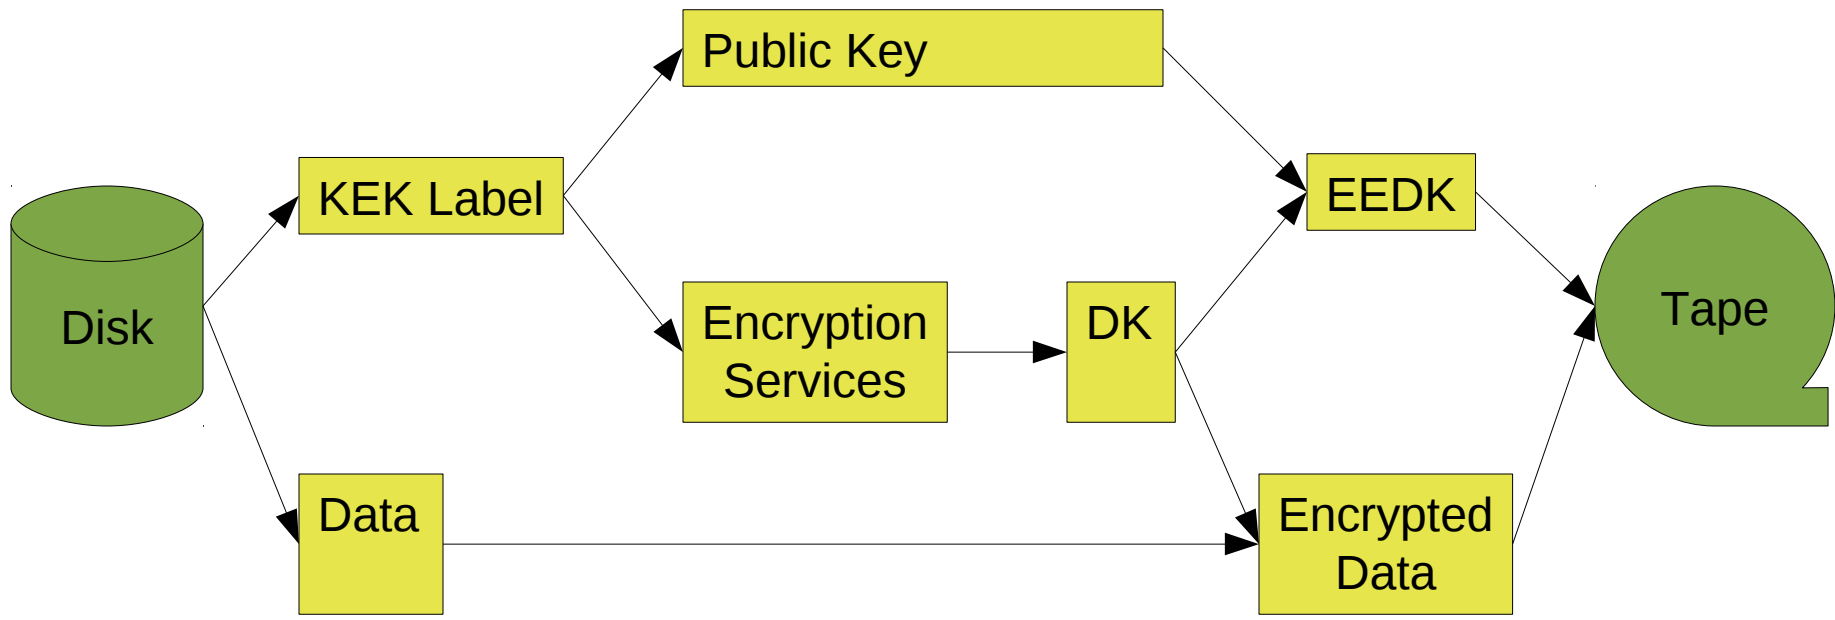 Public Key
KEK Label
EEDK
Disk
Encryption
Services
DK
Tape
Data
Encrypted
Data